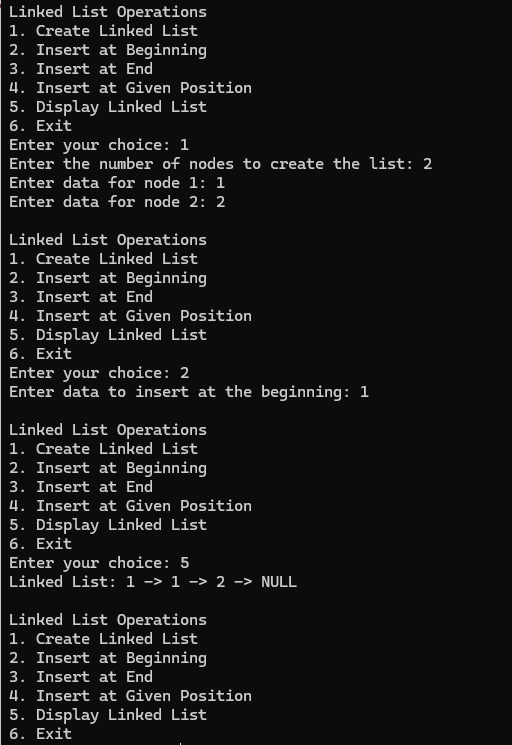 Linked List Operations
1. Create Linked List
2. Insert at Beginning
3. Insert at End
4. Insert at Given Position
5. Display Linked List
6. Exit
Enter your choice: 1
Enter the number of nodes to create the list: 2
Enter data for node 1: 1
Enter data for node 2: 2

Linked List Operations
1. Create Linked List
2. Insert at Beginning
3. Insert at End
4. Insert at Given Position
5. Display Linked List
6. Exit
Enter your choice: 2
Enter data to insert at the beginning: 1

Linked List Operations
1. Create Linked List
2. Insert at Beginning
3. Insert at End
4. Insert at Given Position
5. Display Linked List
6. Exit
Enter your choice: 5
Linked List: 1 -> 1 -> 2 -> NULL

Linked List Operations
1. Create Linked List
2. Insert at Beginning
3. Insert at End
4. Insert at Given Position
5. Display Linked List
6. Exit